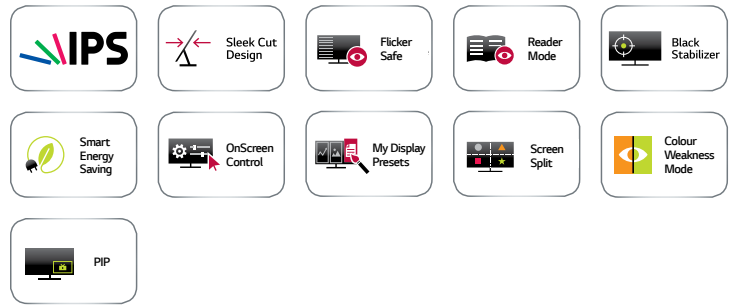 IPS
Sleek Cut
Design
Flicker
Safe
Reader
Mode
Black
Stabilizer
Smart
Energy
Saving
OnScreen
Control
My Display
Presets
Screen
Split
Colour
Weakness
Mode
PIP